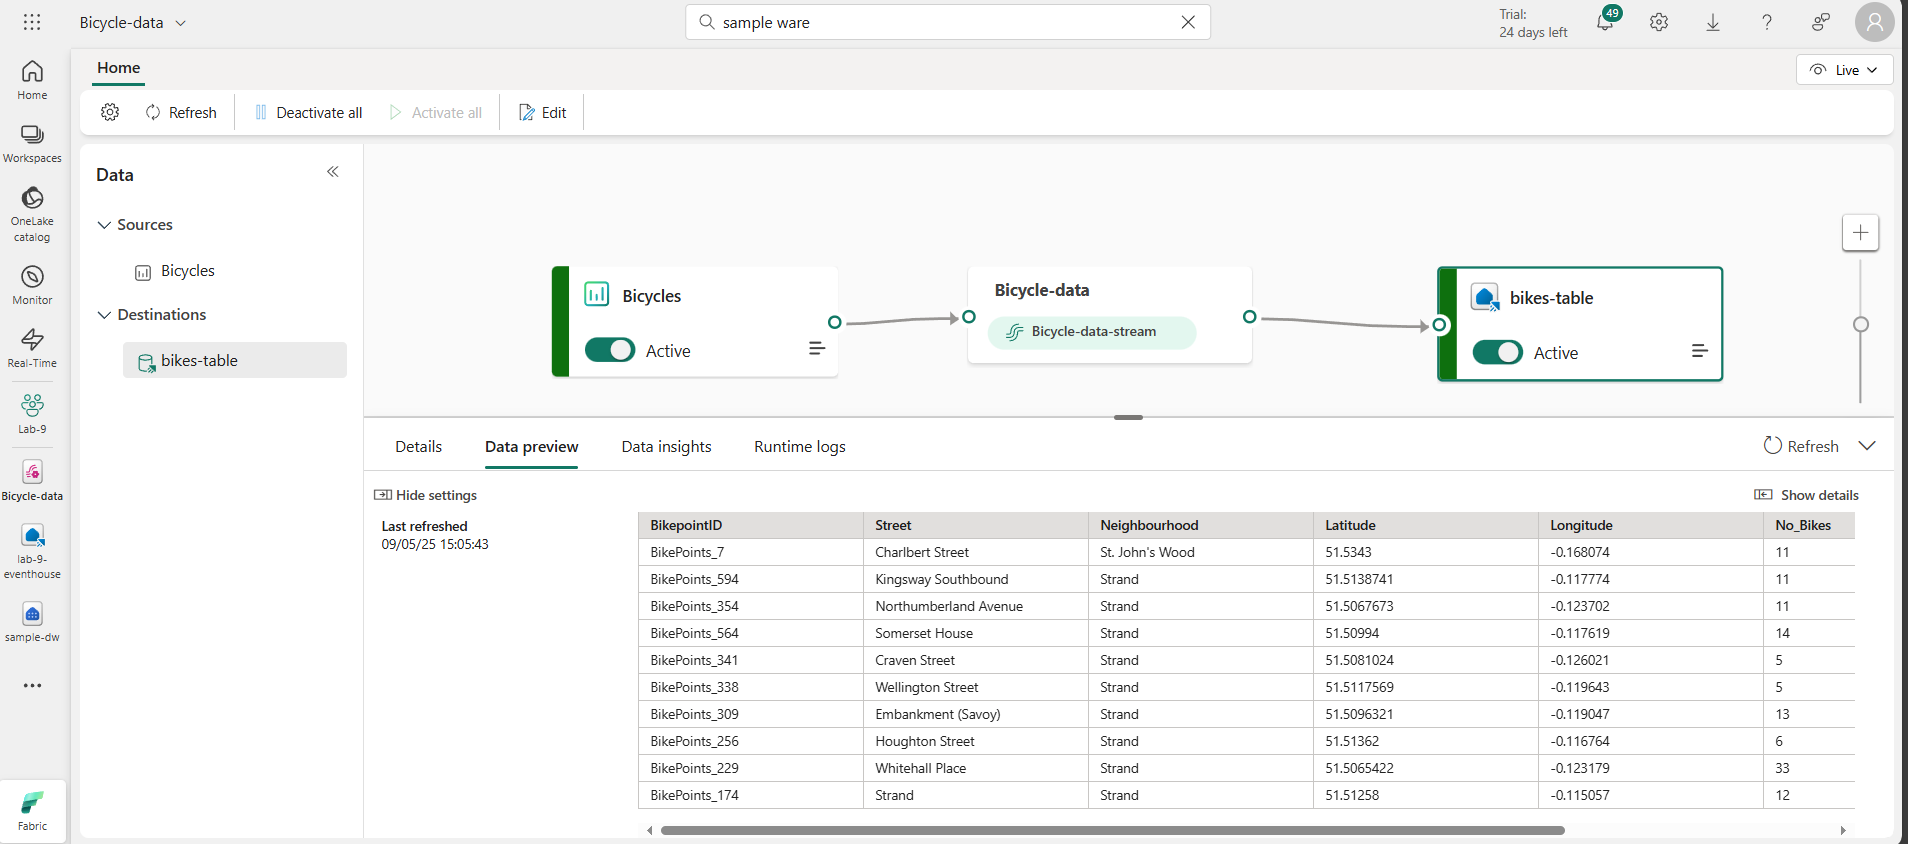 Bicycle-data
sample ware
Trial:
24 days left
49
Home
Workspaces
OneLake
catalog
Monitor
Real-Time
Lab-9
Bicycle-data
lab-9-
eventhouse
sample-dw
Fabric
Home
Live
Refresh
Deactivate all
Activate all
Edit
Data
Sources
Bicycles
Destinations
bikes-table
Bicycles
Active
Bicycle-data
Bicycle-data-stream
bikes-table
Active
Details Data preview Data insights Runtime logs
Refresh
Hide settings
Show details
Last refreshed
09/05/25 15:05:43
BikepointID Street Neighbourhood Latitude Longitude No_Bikes
BikePoints_7 Charlbert Street St. John's Wood 51.5343 -0.168074 11
BikePoints_594 Kingsway Southbound Strand 51.5138741 -0.117774 11
BikePoints_354 Northumberland Avenue Strand 51.5067673 -0.123702 11
BikePoints_564 Somerset House Strand 51.50994 -0.117619 14
BikePoints_341 Craven Street Strand 51.5081024 -0.126021 5
BikePoints_338 Wellington Street Strand 51.5117569 -0.119643 5
BikePoints_309 Embankment (Savoy) Strand 51.5096321 -0.119047 13
BikePoints_256 Houghton Street Strand 51.51362 -0.116764 6
BikePoints_229 Whitehall Place Strand 51.5065422 -0.123179 33
BikePoints_174 Strand Strand 51.51258 -0.115057 12